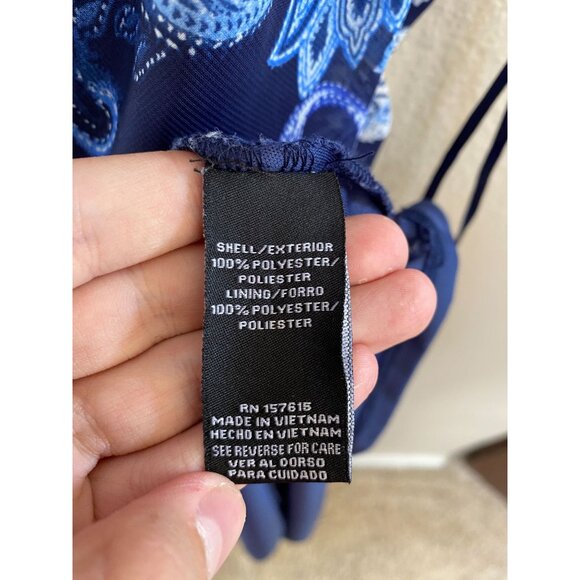 SHELL/EXTERIOR
100% POLYESTER/
POLIESTER
LINING/FORRO
100% POLYESTER/
POLIESTER
RN 157615
MADE IN VIETNAM
HECHO EN VIETNAM
SEE REVERSE FOR CARE
VER AL DORSO
PARA CUIDADO